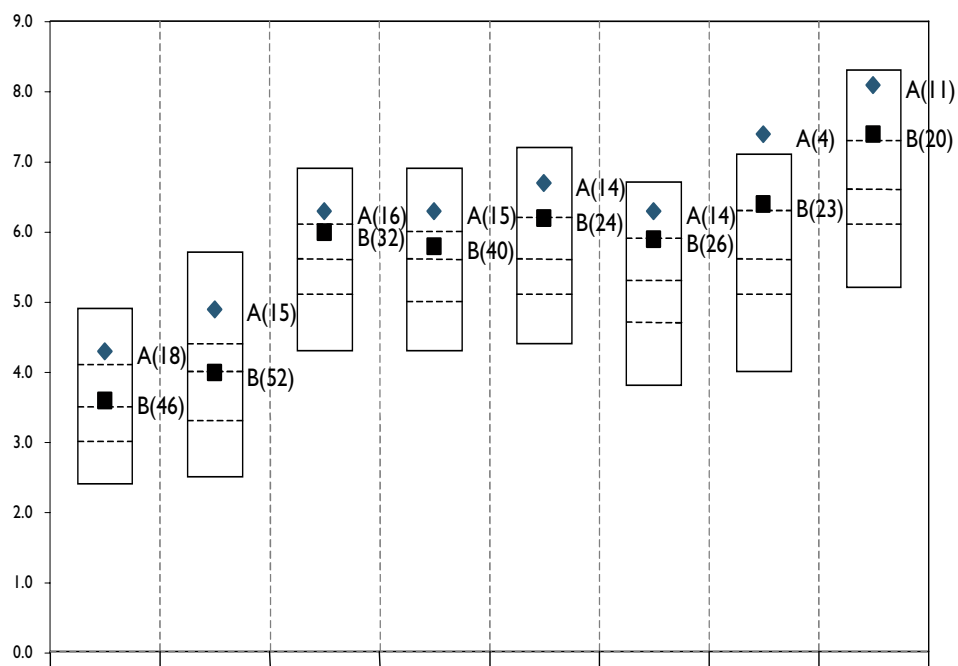 9.0
8.0
7.0
6.0
5.0
4.0
3.0
2.0
1.0
0.0
A(18)
B(46)
A(15)
B(52)
A(16)
B(32)
A(15)
B(40)
A(14)
B(24)
A(14)
B(26)
A(4)
B(23)
A(11)
B(20)